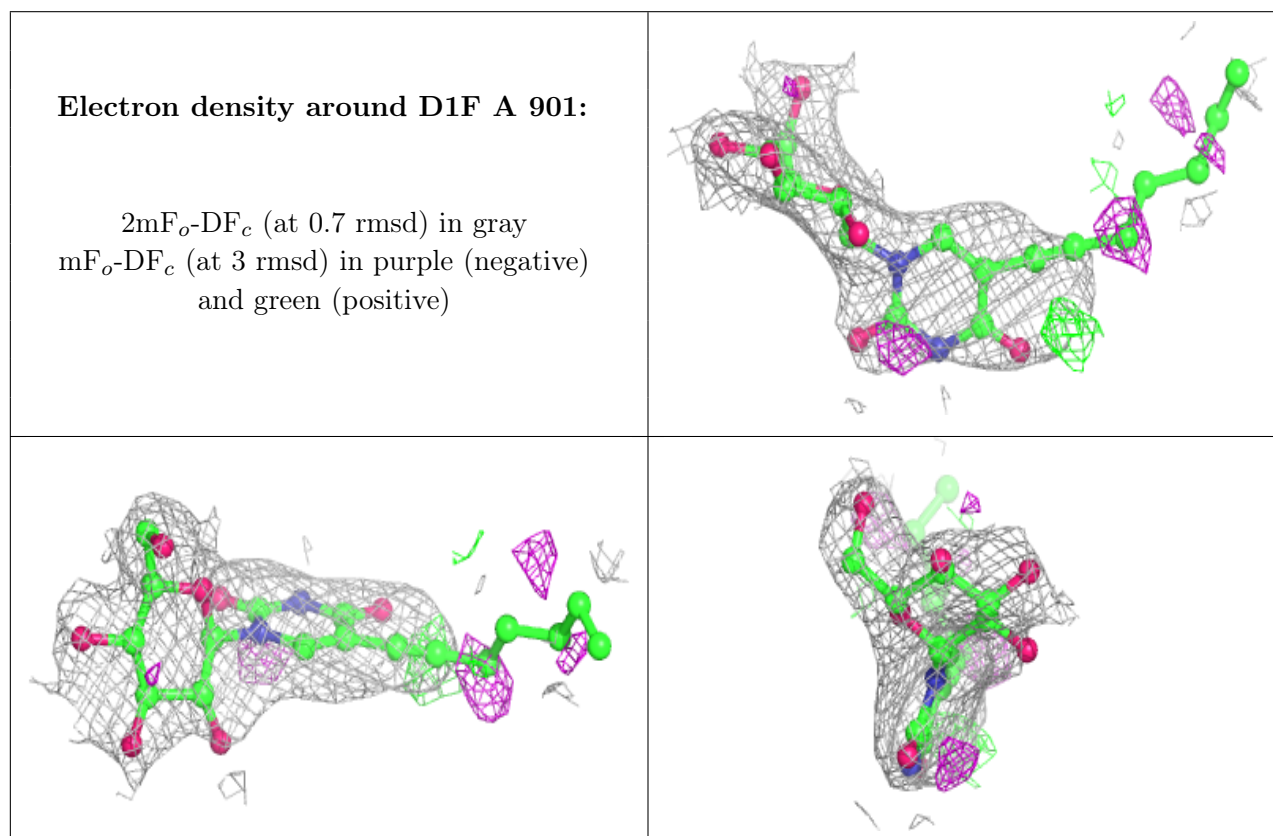 Electron density around D1F A 901:
2mFo-DFc (at 0.7 rmsd) in gray
mFo-DFc (at 3 rmsd) in purple (negative)
and green (positive)